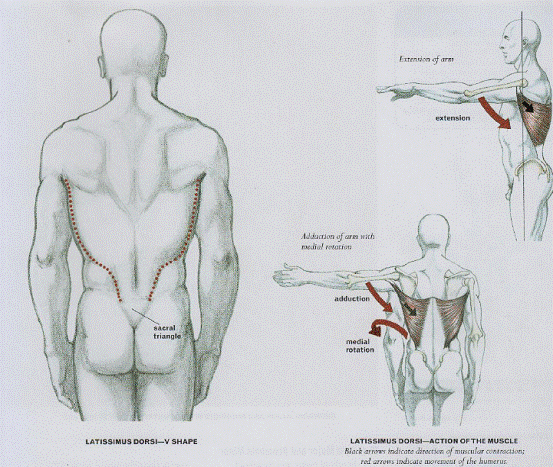 Extension of arm
extension
Adduction of arm with
medial rotation
adduction
medial
rotation
sacral
triangle
LATISSIMUS DORSI—V SHAPE
LATISSIMUS DORSI—ACTION OF THE MUSCLE
Black arrows indicate direction of muscular contraction;
red arrows indicate movement of the humerus.